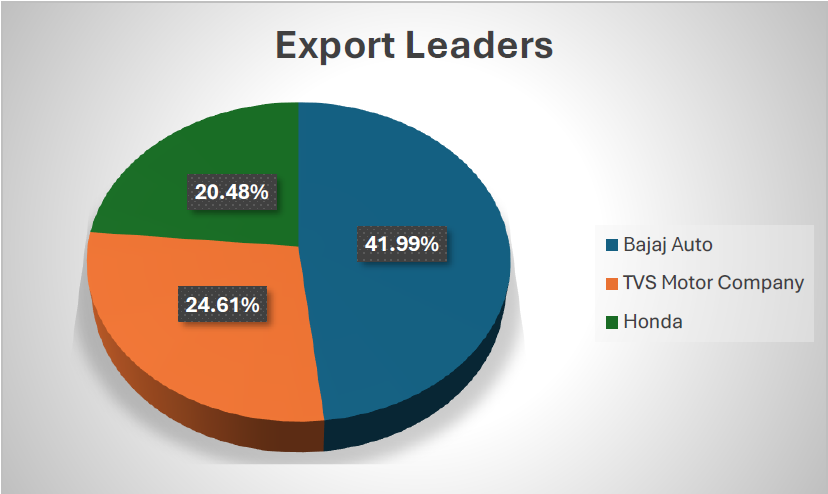 Export Leaders
20.48%
41.99%
24.61%
Bajaj Auto
TVS Motor Company
Honda